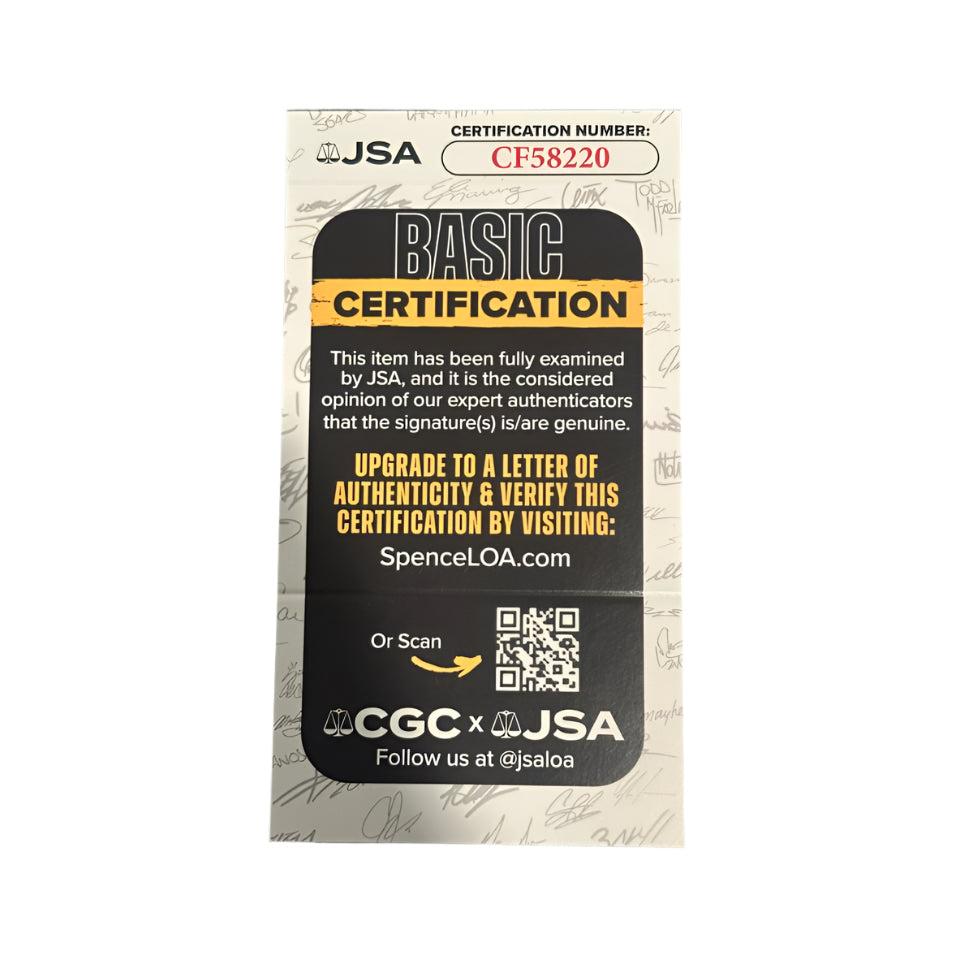 JSA
CERTIFICATION NUMBER:
CF58220
BASIC
CERTIFICATION
This item has been fully examined
by JSA, and it is the considered
opinion of our expert authenticators
that the signature(s) is/are genuine.
UPGRADE TO A LETTER OF
AUTHENTICITY & VERIFY THIS
CERTIFICATION BY VISITING:
SpenceLOA.com
Or Scan
CGC x JSA
Follow us at @jsaloa